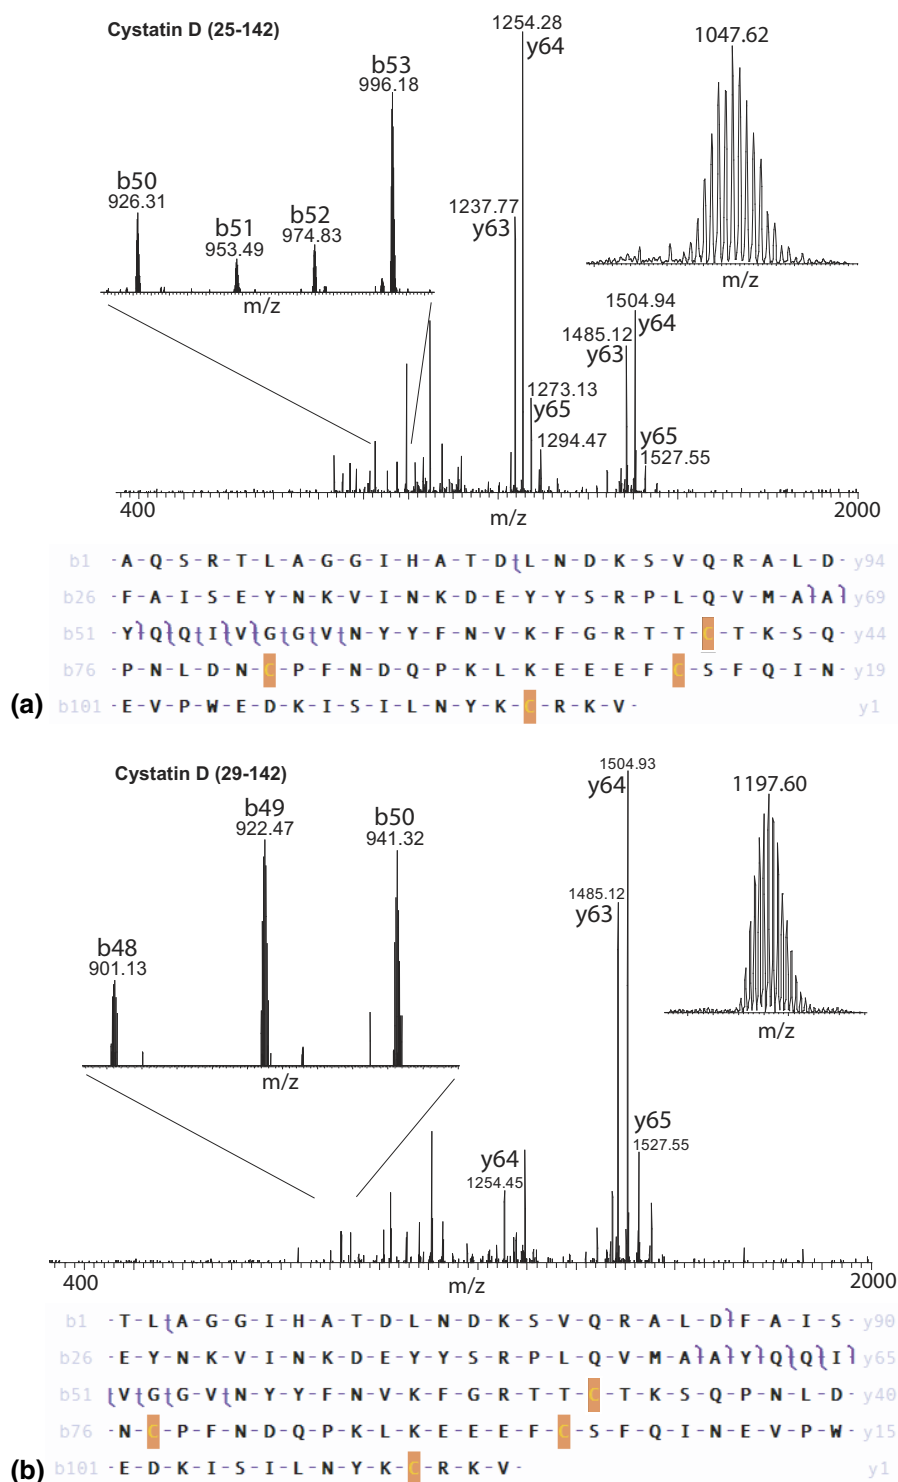 Cystatin D (25-142)
1254.28
y64
1047.62
b53
996.18
b50
926.31
b51
953.49
b52
974.83
1237.77
y63
m/z
m/z
1504.94
y64
1485.12
y63
1273.13
y65
1294.47
y65
1527.55
400
m/z
2000
b1 -A-Q-S-R-T-L-A-G-G-I-H-A-T-D-L-N-D-K-S-V-Q-R-A-L-D- y94
b26 -F-A-I-S-E-Y-N-K-V-I-N-K-D-E-Y-Y-S-R-P-L-Q-V-M-A-A- y69
b51 -Y-Q-Q-I-V-G-G-V-N-Y-Y-F-N-V-K-F-G-R-T-T-C-T-K-S-Q- y44
b76 -P-N-L-D-N-C-P-F-N-D-Q-P-K-L-K-E-E-E-F-C-S-F-Q-I-N- y19
(a) b101 -E-V-P-W-E-D-K-I-S-I-L-N-Y-K-C-R-K-V- y1
Cystatin D (29-142)
1504.93
y64
1197.60
b49
922.47
b50
941.32
1485.12
y63
b48
901.13
m/z
m/z
y65
1527.55
y64
1254.45
400
m/z
2000
b1 -T-L-A-G-G-I-H-A-T-D-L-N-D-K-S-V-Q-R-A-L-D-F-A-I-S- y90
b26 -E-Y-N-K-V-I-N-K-D-E-Y-Y-S-R-P-L-Q-V-M-A-A-Y-Q-Q-I y65
b51 -V-G-G-V-N-Y-Y-F-N-V-K-F-G-R-T-T-C-T-K-S-Q-P-N-L-D- y40
b76 -N-C-P-F-N-D-Q-P-K-L-K-E-E-E-F-C-S-F-Q-I-N-E-V-P-W- y15
(b) b101 -E-D-K-I-S-I-L-N-Y-K-C-R-K-V- y1